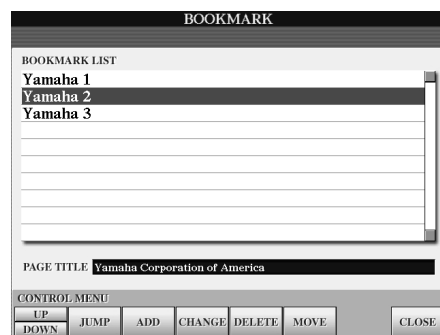 BOOKMARK
BOOKMARK LIST
Yamaha 1
Yamaha 2
Yamaha 3
PAGE TITLE Yamaha Corporation of America
CONTROL MENU
UP
DOWN
JUMP ADD CHANGE DELETE MOVE CLOSE